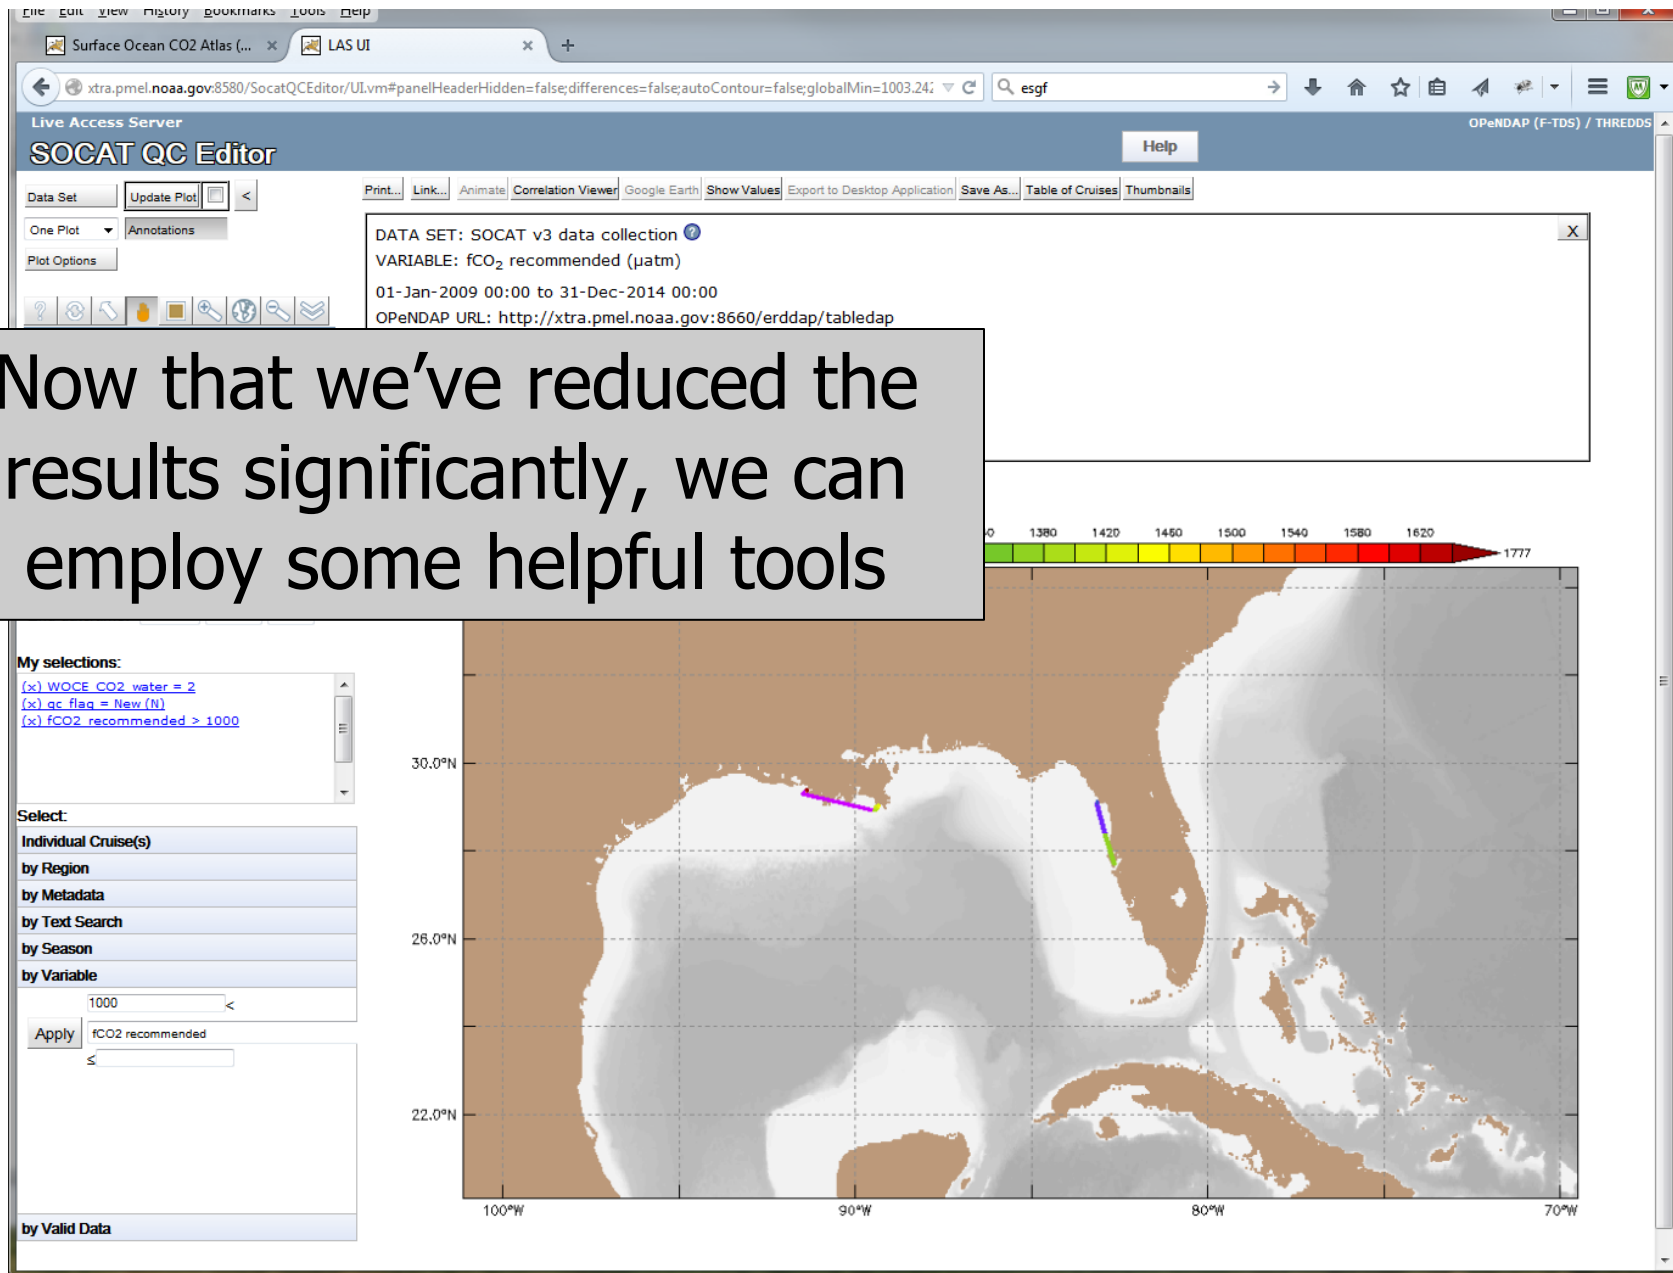 File Edit View History Bookmarks Tools Help
Surface Ocean CO2 Atlas (... × LAS UI × +
xtra.pmel.noaa.gov:8580/SocatQCEditor/UI.vm#panelHeaderHidden=false;differences=false;autoContour=false;globalMin=1003.242 esgf
Live Access Server OPeNDAP (F-TDS) / THREDDS
SOCAT QC Editor Help
Data Set Update Plot < Print... Link... Animate Correlation Viewer Google Earth Show Values Export to Desktop Application Save As... Table of Cruises Thumbnails
One Plot Annotations
Plot Options
DATA SET: SOCAT v3 data collection ? X
VARIABLE: fCO₂ recommended (µatm)
01-Jan-2009 00:00 to 31-Dec-2014 00:00
OPeNDAP URL: http://xtra.pmel.noaa.gov:8660/erddap/tabledap
Now that we've reduced the
results significantly, we can
employ some helpful tools
1380 1420 1460 1500 1540 1580 1620
1777
My selections:
(x) WOCE CO2 water = 2
(x) qc flag = New (N)
(x) fCO2 recommended > 1000
Select:
Individual Cruise(s)
by Region
by Metadata
by Text Search
by Season
by Variable
1000 <
Apply fCO2 recommended
≤
by Valid Data
30.0°N
26.0°N
22.0°N
100°W 90°W 80°W 70°W